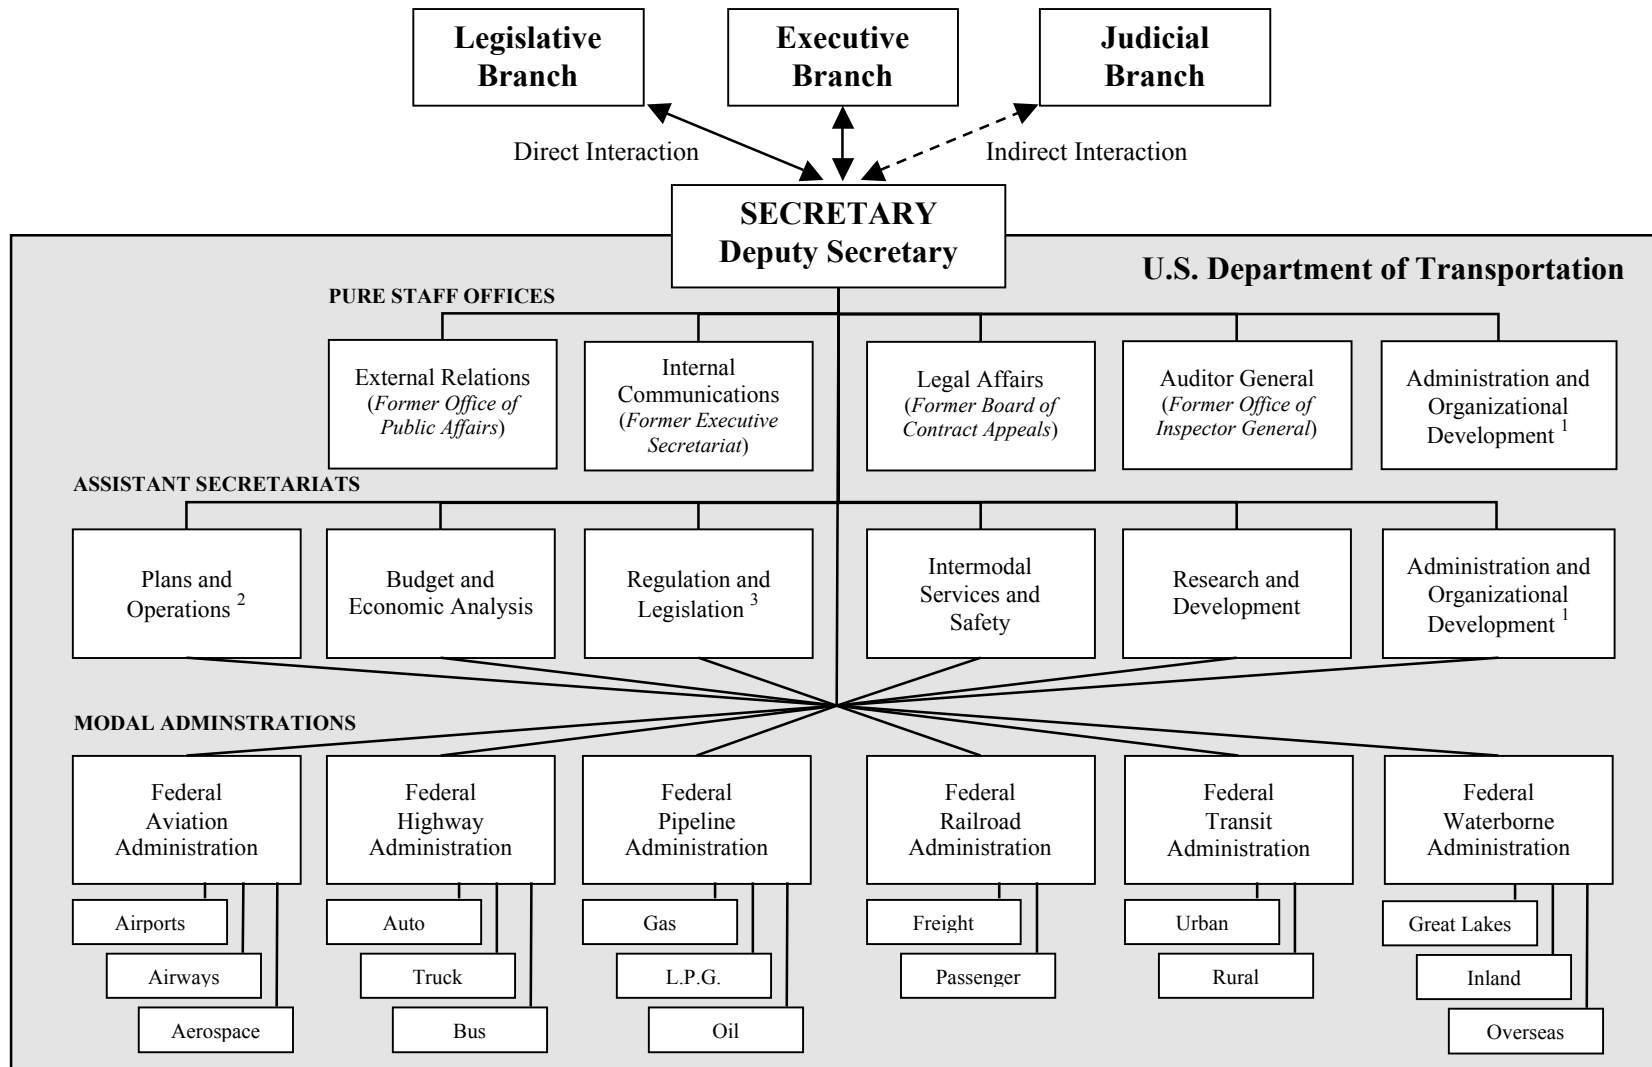 Legislative
Branch
Executive
Branch
Judicial
Branch
Direct Interaction
Indirect Interaction
SECRETARY
Deputy Secretary
U.S. Department of Transportation
PURE STAFF OFFICES
External Relations
(Former Office of
Public Affairs)
Internal
Communications
(Former Executive
Secretariat)
Legal Affairs
(Former Board of
Contract Appeals)
Auditor General
(Former Office of
Inspector General)
Administration and
Organizational
Development 1
ASSISTANT SECRETARIATS
Plans and
Operations 2
Budget and
Economic Analysis
Regulation and
Legislation 3
Intermodal
Services and
Safety
Research and
Development
Administration and
Organizational
Development 1
MODAL ADMINSTRATIONS
Federal
Aviation
Administration
Federal
Highway
Administration
Federal
Pipeline
Administration
Federal
Railroad
Administration
Federal
Transit
Administration
Federal
Waterborne
Administration
Airports
Airways
Aerospace
Auto
Truck
Bus
Gas
L.P.G.
Oil
Freight
Passenger
Urban
Rural
Great Lakes
Inland
Overseas